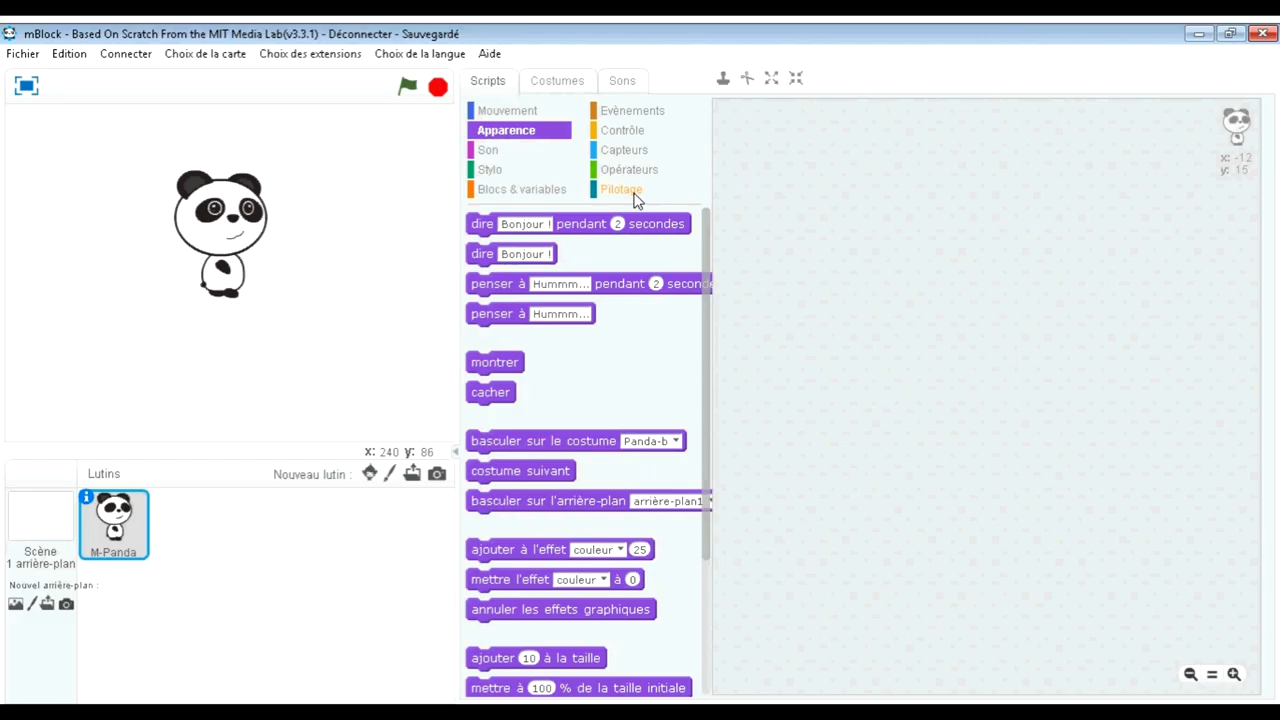 mBlock - Based On Scratch From the MIT Media Lab(v3.3.1) - Déconnecter - Sauvegardé
Fichier Edition Connecter Choix de la carte Choix des extensions Choix de la langue Aide
Scripts Costumes Sons
Mouvement Evènements
Apparence Contrôle
Son Capteurs
Stylo Opérateurs
Blocs & variables Pilotage
x: -12
y: 15
dire Bonjour ! pendant 2 secondes
dire Bonjour !
penser à Hummm... pendant 2 seconde
penser à Hummm...
montrer
cacher
basculer sur le costume Panda-b
costume suivant
basculer sur l'arrière-plan arrière-plan1
ajouter à l'effet couleur 25
mettre l'effet couleur à 0
annuler les effets graphiques
ajouter 10 à la taille
mettre à 100 % de la taille initiale
x: 240 y: 86
Lutins Nouveau lutin :
Scène
1 arrière-plan
M-Panda
Nouvel arrière-plan :